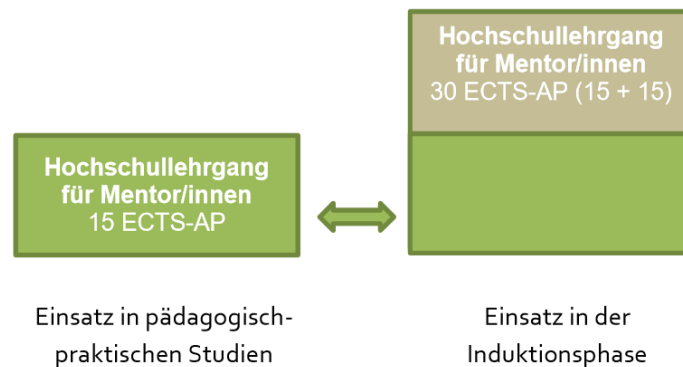 Hochschullehrgang
für Mentor/innen
30 ECTS-AP (15 + 15)
Hochschullehrgang
für Mentor/innen
15 ECTS-AP
Einsatz in pädagogisch-
praktischen Studien
Einsatz in der
Induktionsphase